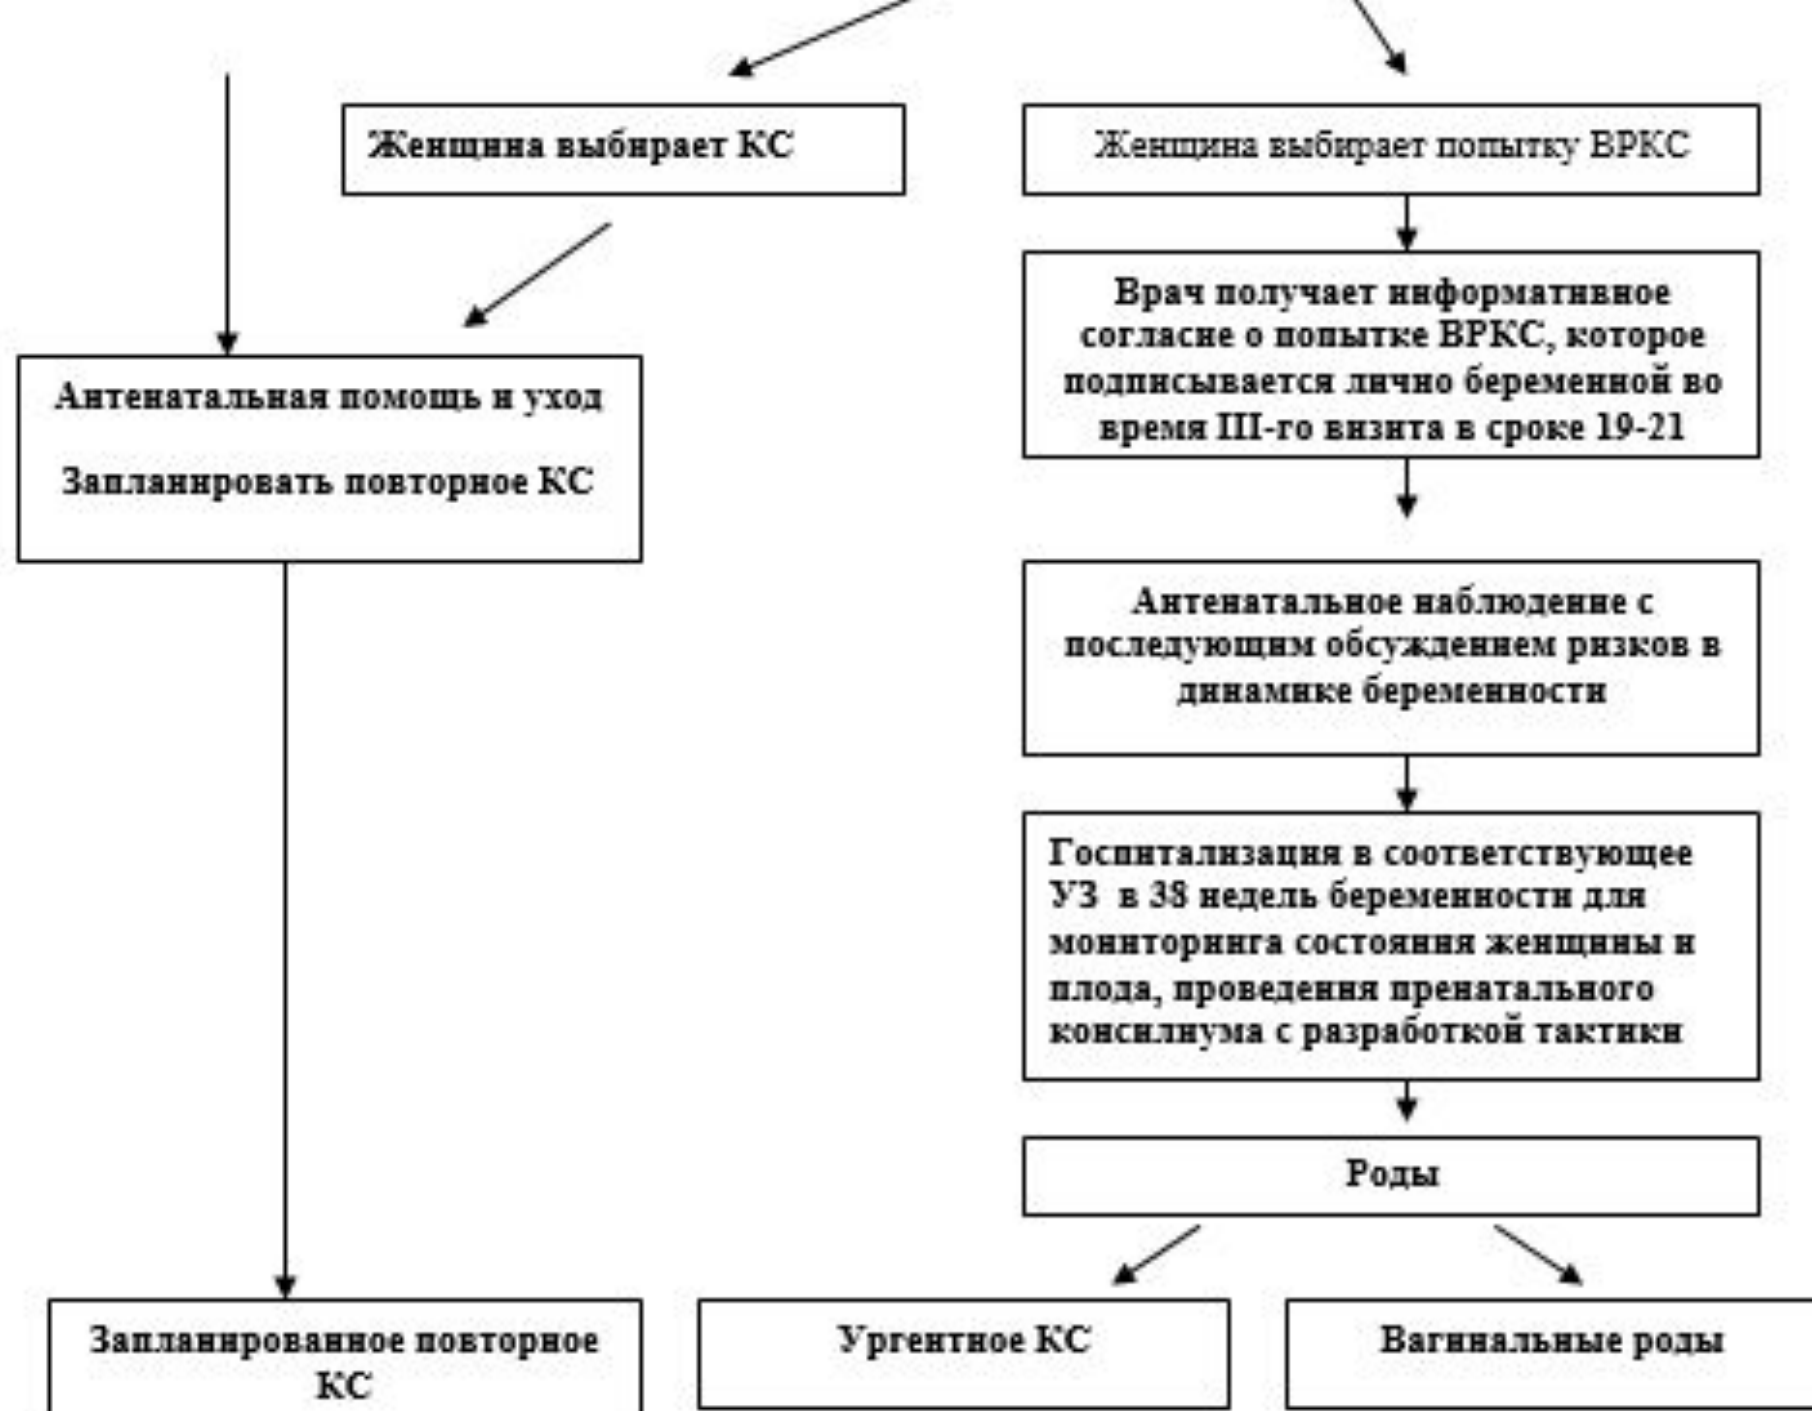 Женщина выбирает КС
Женщина выбирает попытку ВРКС
Врач получает информативное
согласие о попытке ВРКС, которое
подписывается лично беременной во
время III-го визита в сроке 19-21
Антенатальная помощь и уход
Запланировать повторное КС
Антенатальное наблюдение с
последующим обсуждением ризков в
динамике беременности
Госпитализация в соответствующее
УЗ в 38 недель беременности для
мониторинга состояния женщины и
плода, проведения пренатального
консилиума с разработкой тактики
Роды
Запланированное повторное
КС
Ургентное КС
Вагинальные роды